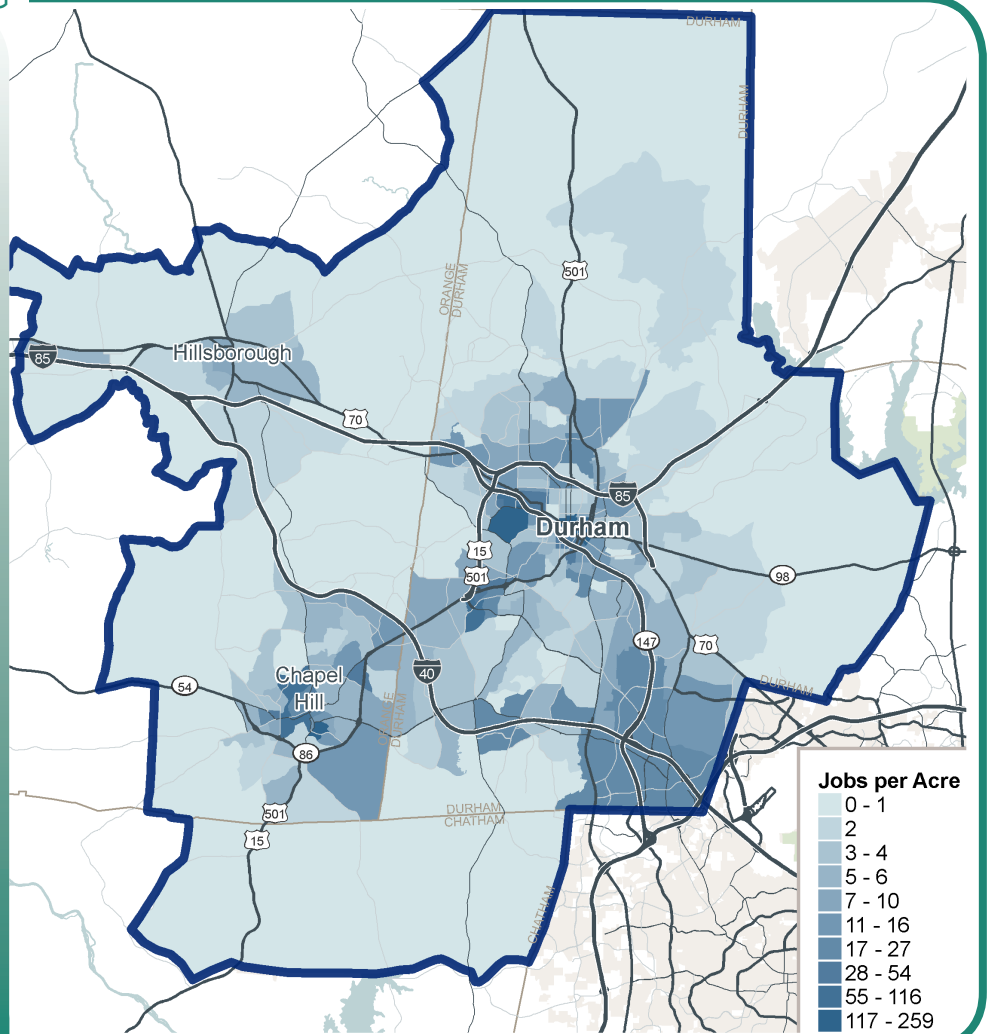 DURHAM
DURHAM
501
ORANGE
DURHAM
Hillsborough
85
70
85
Durham
15
501
98
147
70
Chapel
Hill
40
54
DURHAM
ORANGE
DURHAM
86
501
DURHAM
CHATHAM
15
CHATHAM
Jobs per Acre
0 - 1
2
3 - 4
5 - 6
7 - 10
11 - 16
17 - 27
28 - 54
55 - 116
117 - 259